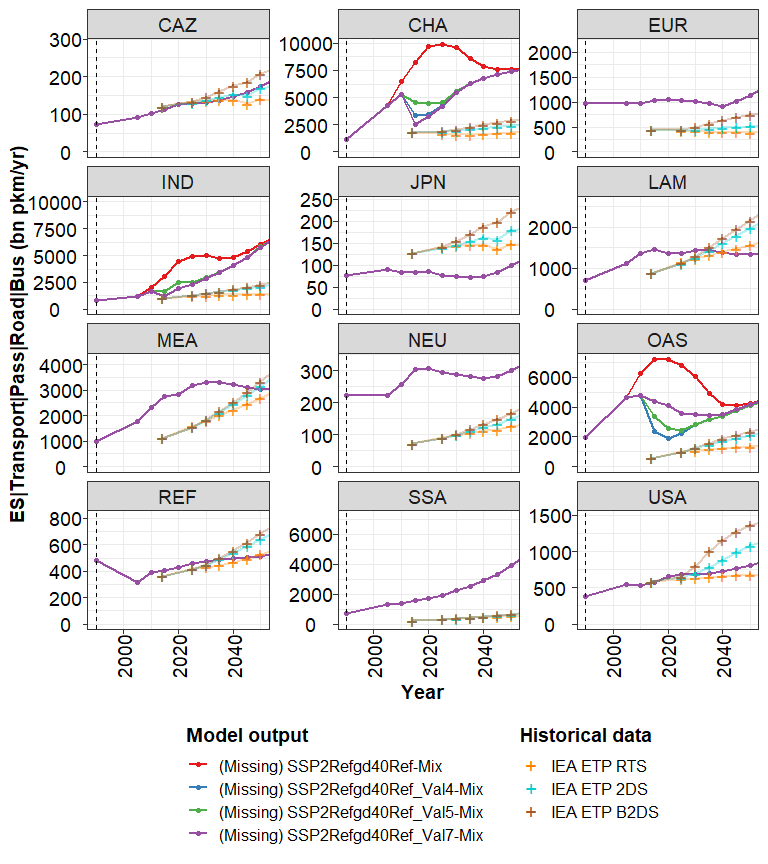 CAZ CHA EUR
300 10000 2000
200 7500 1500
100 5000 1000
0 2500 500
0
IND JPN LAM
10000 250 2000
7500 200 1000
5000 150 0
2500 100
0 50
0
MEA NEU OAS
4000 300 6000
3000 200 4000
2000 100 2000
1000 0 0
0
REF SSA USA
800 6000 1500
600 4000 1000
400 2000 500
200 0 0
0
2000 2020 2040 2000 2020 2040 2000 2020 2040
Year
ES|Transport|Pass|Road|Bus (bn pkm/yr)
Model output
(Missing) SSP2Refgd40Ref-Mix
(Missing) SSP2Refgd40Ref_Val4-Mix
(Missing) SSP2Refgd40Ref_Val5-Mix
(Missing) SSP2Refgd40Ref_Val7-Mix
Historical data
IEA ETP RTS
IEA ETP 2DS
IEA ETP B2DS